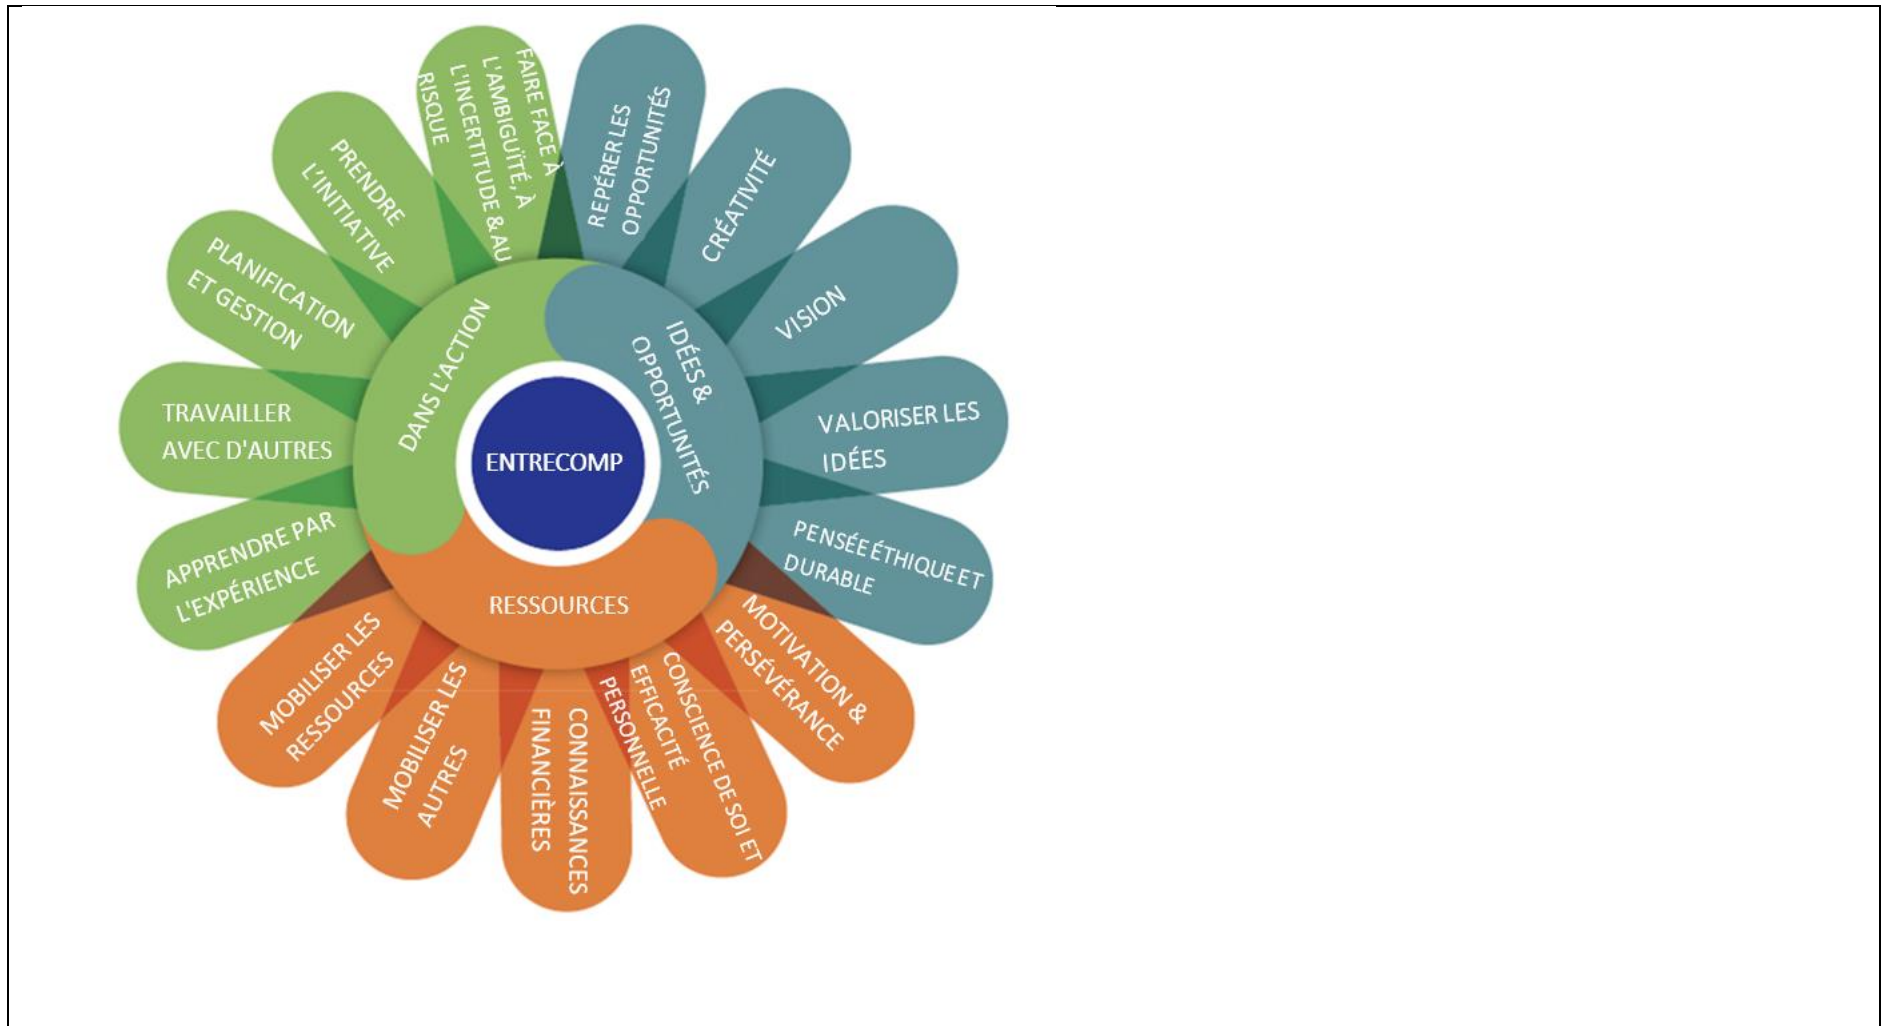 FAIRE FACE À
L'AMBIGUÏTÉ, À
L'INCERTITUDE & AU
RISQUE
REPÉRER LES
OPPORTUNITÉS
CRÉATIVITÉ
VISION
VALORISER LES
IDÉES
PENSÉE ÉTHIQUE ET
DURABLE
MOTIVATION &
PERSÉVÉRANCE
CONSCIENCE DE SOI ET
EFFICACITÉ
PERSONNELLE
CONNAISSANCES
FINANCIÈRES
MOBILISER LES
AUTRES
MOBILISER LES
RESSOURCES
APPRENDRE PAR
L'EXPÉRIENCE
TRAVAILLER
AVEC D'AUTRES
PLANIFICATION
ET GESTION
PRENDRE
L'INITIATIVE
DANS L'ACTION
IDÉES &
OPPORTUNITÉS
RESSOURCES
ENTRECOMP